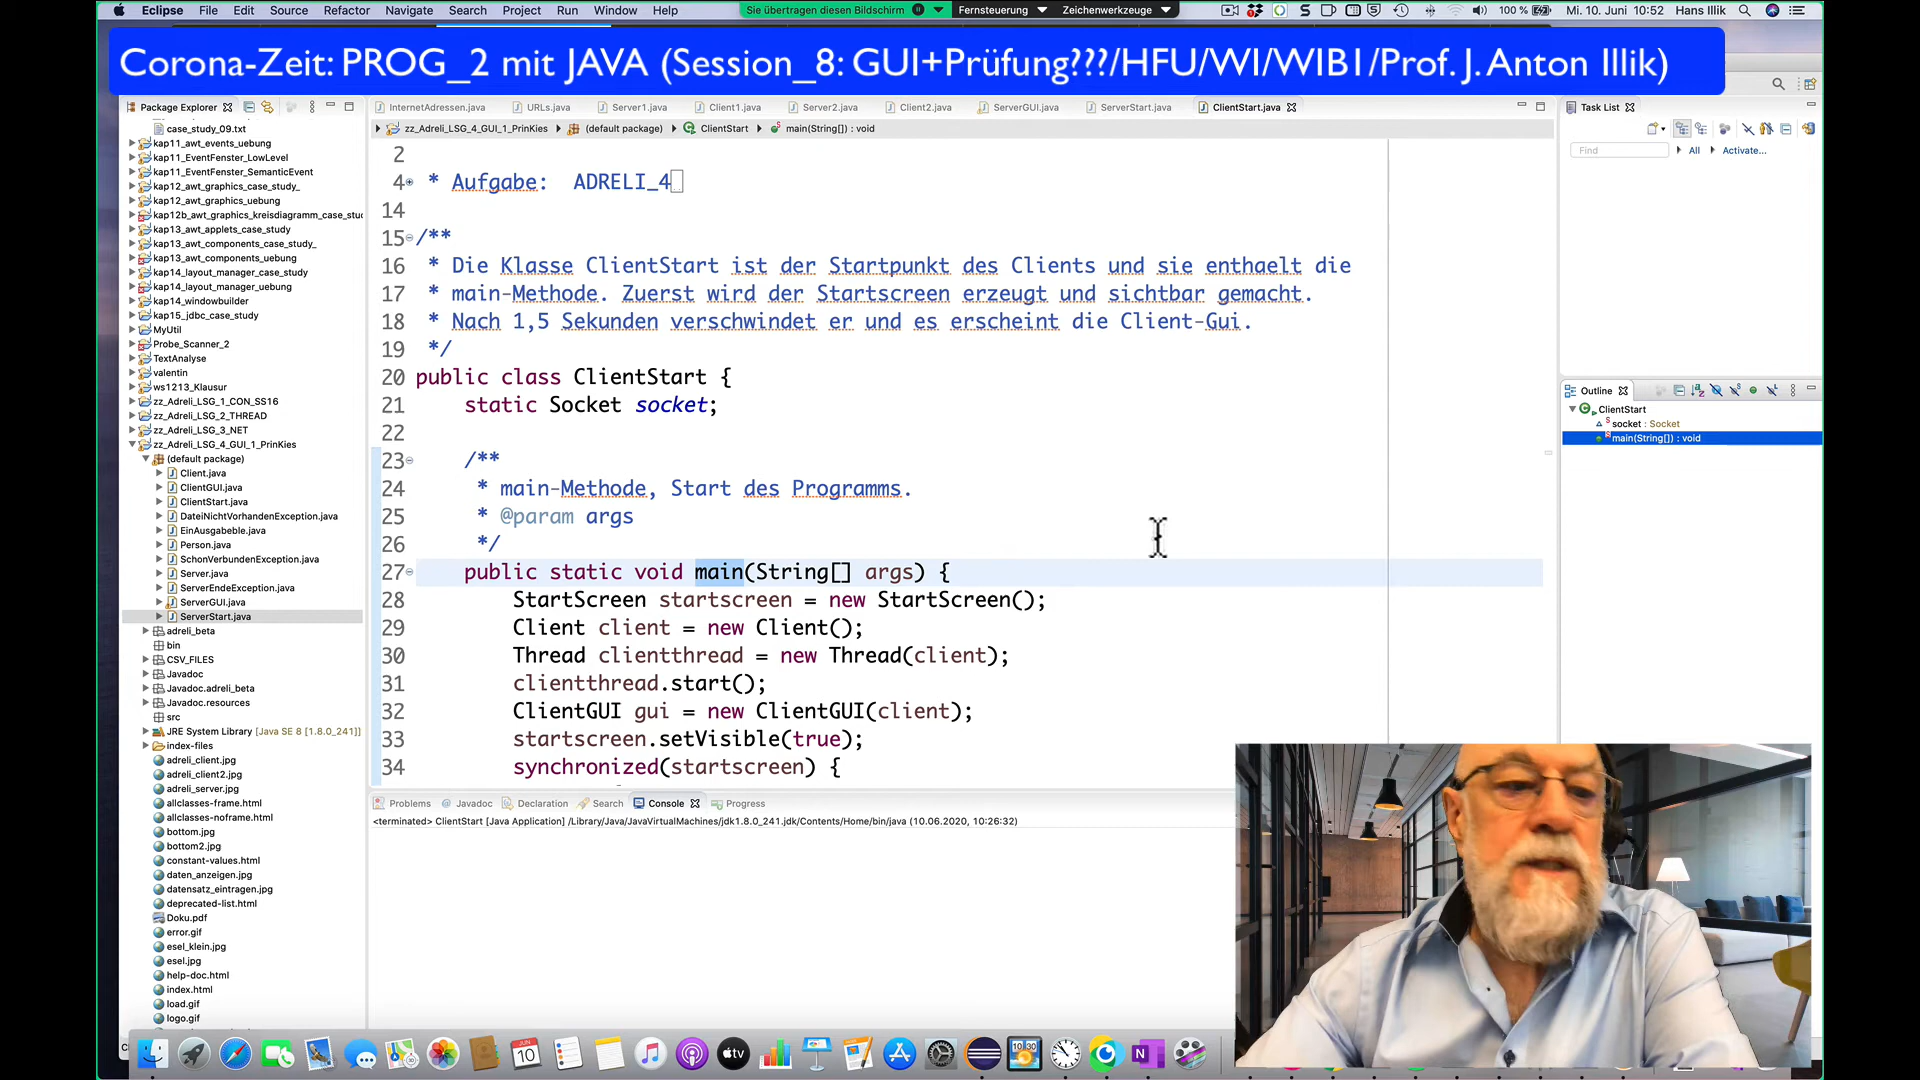 Eclipse File Edit Source Refactor Navigate Search Project Run Window Help
Sie übertragen diesen Bildschirm Fernsteuerung Zeichenwerkzeuge
100 % Mi. 10. Juni 10:52 Hans Illik
Corona-Zeit: PROG_2 mit JAVA (Session_8: GUI+Prüfung???/HFU/WI/WIB1/Prof. J. Anton Illik)
Package Explorer
case_study_09.txt
kap11_awt_events_uebung
kap11_EventFenster_LowLevel
kap11_EventFenster_SemanticEvent
kap12_awt_graphics_case_study_
kap12_awt_graphics_uebung
kap12b_awt_graphics_kreisdiagramm_case_stu
kap13_awt_applets_case_study
kap13_awt_components_case_study_
kap13_awt_components_uebung
kap14_layout_manager_case_study
kap14_layout_manager_uebung
kap14_windowbuilder
kap15_jdbc_case_study
MyUtil
Probe_Scanner_2
TextAnalyse
valentin
ws1213_Klausur
zz_Adreli_LSG_1_CON_SS16
zz_Adreli_LSG_2_THREAD
zz_Adreli_LSG_3_NET
zz_Adreli_LSG_4_GUI_1_PrinKies
(default package)
Client.java
ClientGUI.java
ClientStart.java
DateiNichtVorhandenException.java
EinAusgabeble.java
Person.java
SchonVerbundenException.java
Server.java
ServerEndeException.java
ServerGUI.java
ServerStart.java
adreli_beta
bin
CSV_FILES
Javadoc
Javadoc.adreli_beta
Javadoc.resources
src
JRE System Library [Java SE 8 [1.8.0_241]]
index-files
adreli_client.jpg
adreli_client2.jpg
adreli_server.jpg
allclasses-frame.html
allclasses-noframe.html
bottom.jpg
bottom2.jpg
constant-values.html
daten_anzeigen.jpg
datensatz_eintragen.jpg
deprecated-list.html
Doku.pdf
error.gif
esel_klein.jpg
esel.jpg
help-doc.html
index.html
load.gif
logo.gif
InternetAdressen.java URLs.java Server1.java Client1.java Server2.java Client2.java ServerGUI.java ServerStart.java ClientStart.java
zz_Adreli_LSG_4_GUI_1_PrinKies (default package) ClientStart main(String[]) : void
2
4 * Aufgabe: ADRELI_4
14
15 /**
16 * Die Klasse ClientStart ist der Startpunkt des Clients und sie enthaelt die
17 * main-Methode. Zuerst wird der Startscreen erzeugt und sichtbar gemacht.
18 * Nach 1,5 Sekunden verschwindet er und es erscheint die Client-Gui.
19 */
20 public class ClientStart {
21 static Socket socket;
22
23 /**
24 * main-Methode, Start des Programms.
25 * @param args
26 */
27 public static void main(String[] args) {
28 StartScreen startscreen = new StartScreen();
29 Client client = new Client();
30 Thread clientthread = new Thread(client);
31 clientthread.start();
32 ClientGUI gui = new ClientGUI(client);
33 startscreen.setVisible(true);
34 synchronized(startscreen) {
Problems Javadoc Declaration Search Console Progress
<terminated> ClientStart [Java Application] /Library/Java/JavaVirtualMachines/jdk1.8.0_241.jdk/Contents/Home/bin/java (10.06.2020, 10:26:32)
Task List
Find All Activate...
Outline
ClientStart
socket : Socket
main(String[]) : void
JUN
10
tv
10:30
N